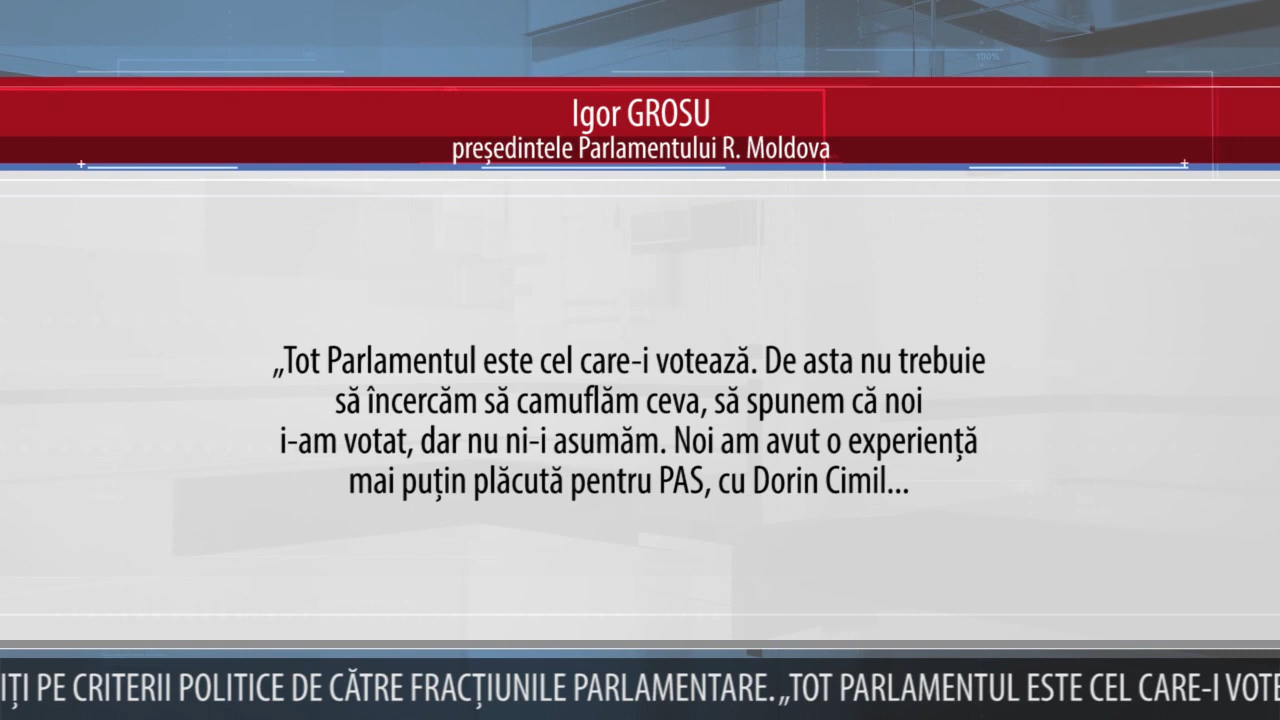 100%
Igor GROSU
președintele Parlamentului R. Moldova
„Tot Parlamentul este cel care-i votează. De asta nu trebuie
să încercăm să camuflăm ceva, să spunem că noi
i-am votat, dar nu ni-i asumăm. Noi am avut o experiență
mai puțin plăcută pentru PAS, cu Dorin Cimil...
PE CRITERII POLITICE DE CĂTRE FRACȚIUNILE PARLAMENTARE. „TOT PARLAMENTUL ESTE CEL CARE-I